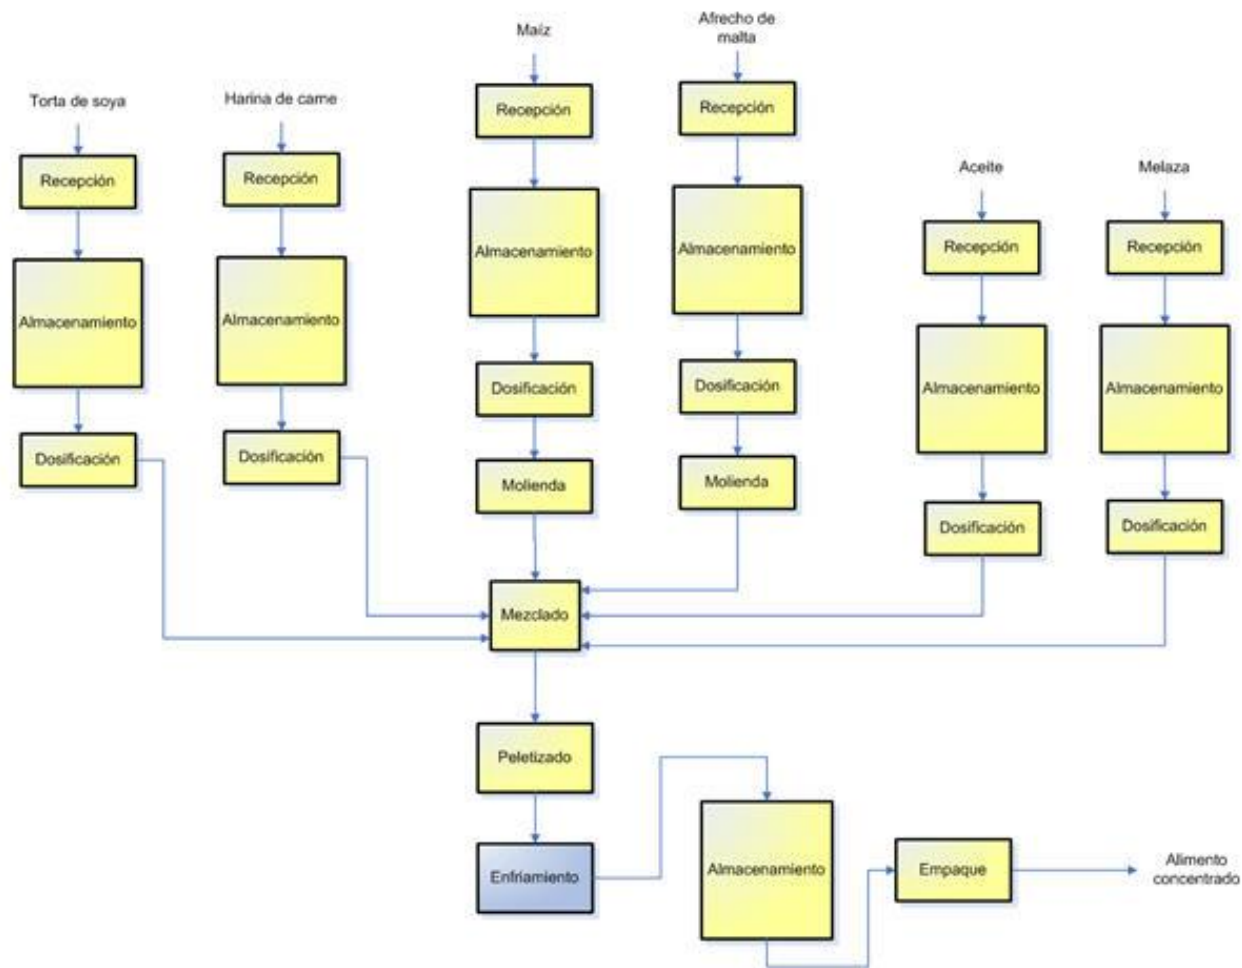 Maíz
Afrecho de
malta
Torta de soya
Harina de carne
Recepción
Recepción
Recepción
Recepción
Aceite
Melaza
Recepción
Recepción
Almacenamiento
Almacenamiento
Almacenamiento
Almacenamiento
Almacenamiento
Almacenamiento
Dosificación
Dosificación
Dosificación
Dosificación
Molienda
Molienda
Dosificación
Dosificación
Mezclado
Peletizado
Enfriamiento
Almacenamiento
Empaque
Alimento
concentrado